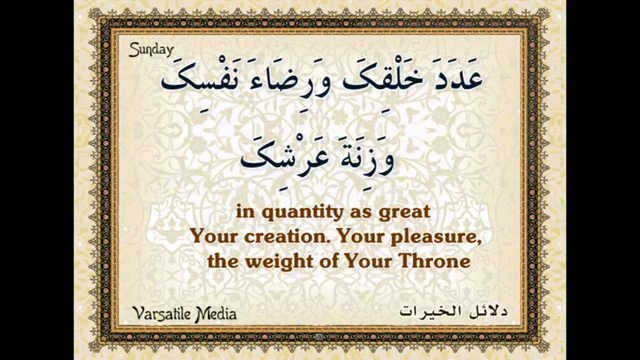 Sunday
عَدَدَ خَلْقِكَ وَرِضَاءَ نَفْسِكَ
وَزِنَةَ عَرْشِكَ
in quantity as great
Your creation. Your pleasure,
the weight of Your Throne
Varsatile Media
دلائل الخيرات